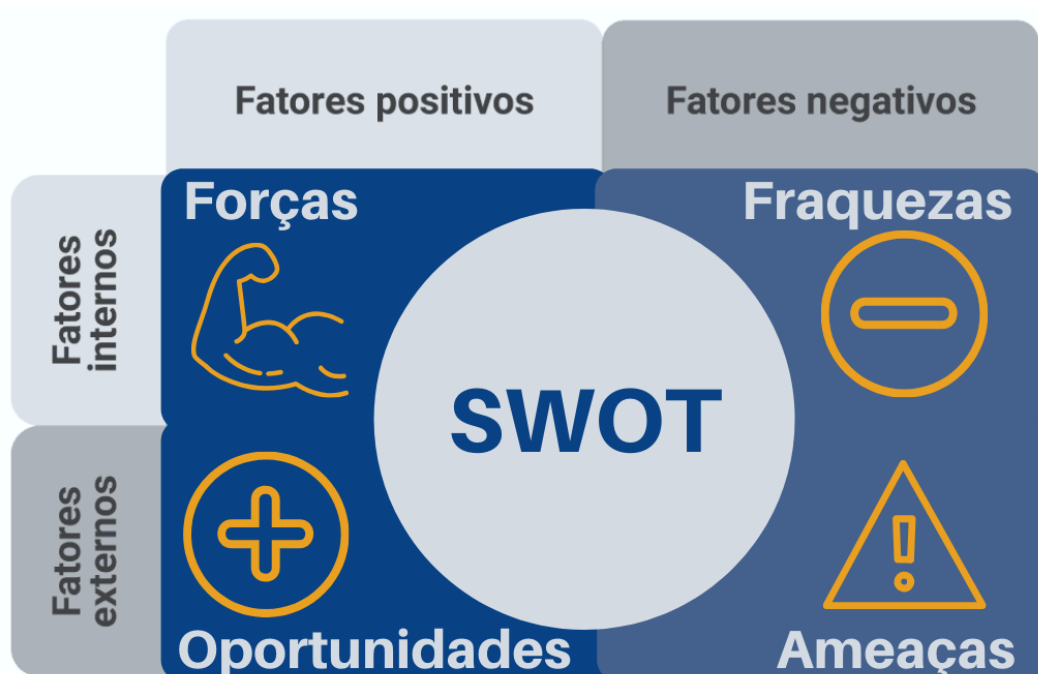 Fatores positivos
Fatores negativos
Fatores
internos
Forças
Fraquezas
SWOT
Fatores
externos
Oportunidades
Ameaças